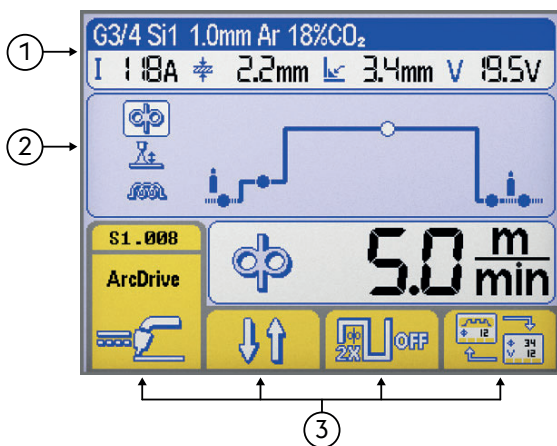 1
G3/4 Si1 1.0mm Ar 18%CO₂
I 118A 2.2mm 3.4mm V 19.5V
2
S1.008
ArcDrive
5.0 m/min
2X OFF
Φ 12
Φ 34
V 12
3